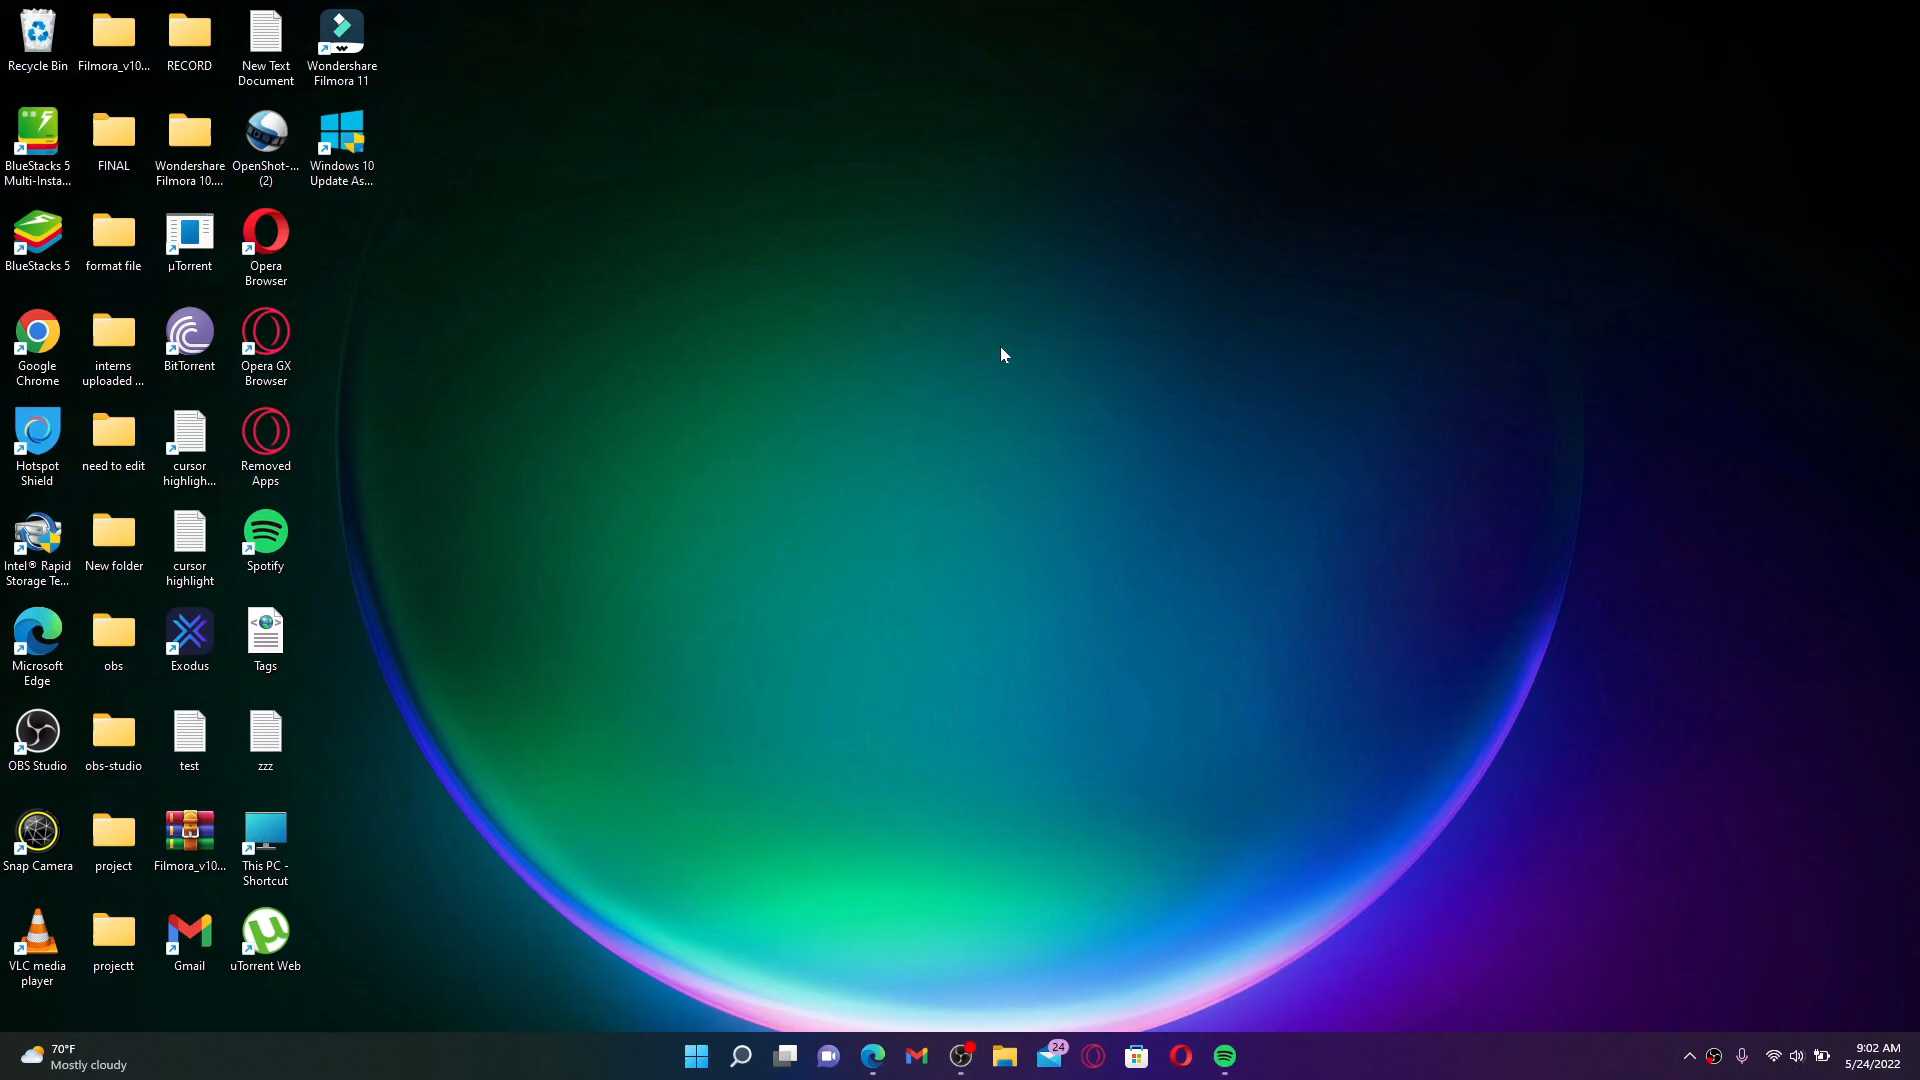 Recycle Bin
Filmora_v10...
RECORD
New Text
Document
Wondershare
Filmora 11
BlueStacks 5
Multi-Insta...
FINAL
Wondershare
Filmora 10....
OpenShot-...
(2)
Windows 10
Update As...
BlueStacks 5
format file
µTorrent
Opera
Browser
Google
Chrome
interns
uploaded ...
BitTorrent
Opera GX
Browser
Hotspot
Shield
need to edit
cursor
highligh...
Removed
Apps
Intel® Rapid
Storage Te...
New folder
cursor
highlight
Spotify
Microsoft
Edge
obs
Exodus
Tags
OBS Studio
obs-studio
test
zzz
Snap Camera
project
Filmora_v10...
This PC -
Shortcut
VLC media
player
projectt
Gmail
uTorrent Web
70°F
Mostly cloudy
24
9:02 AM
5/24/2022